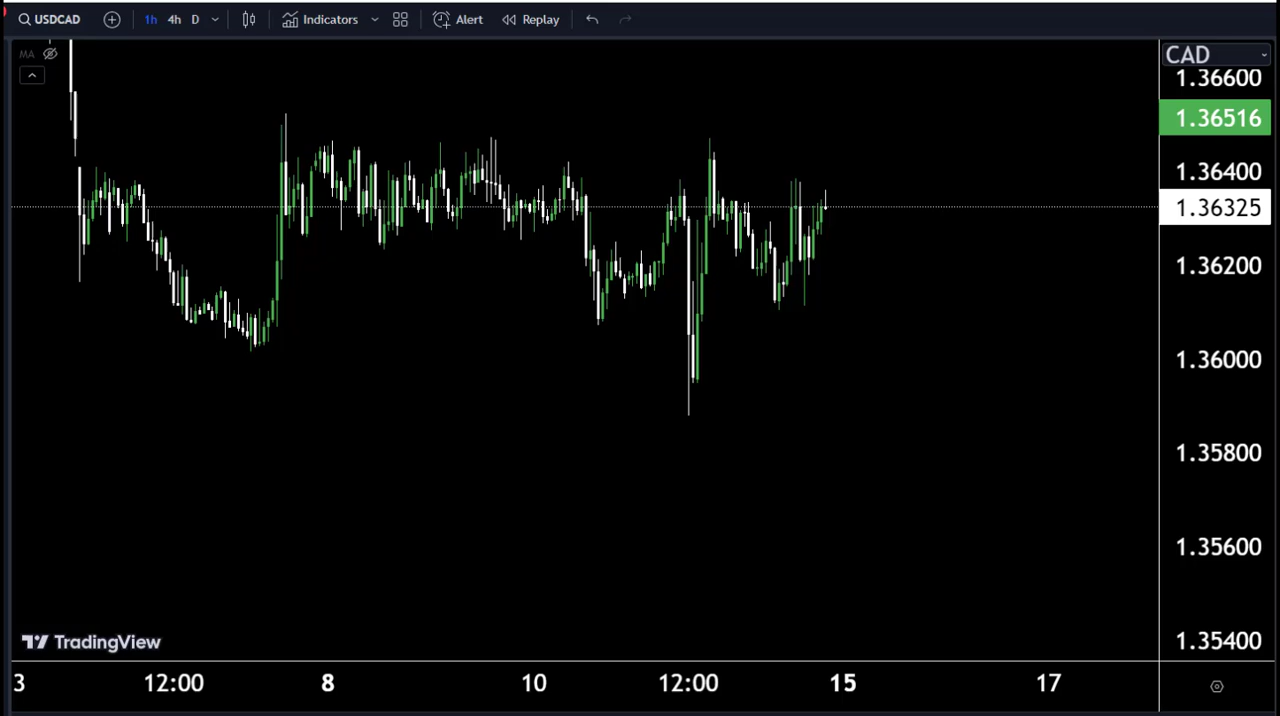 USDCAD 1h 4h D Indicators Alert Replay
MA
CAD
1.36600
1.36516
1.36400
1.36325
1.36200
1.36000
1.35800
1.35600
1.35400
TradingView
3 12:00 8 10 12:00 15 17